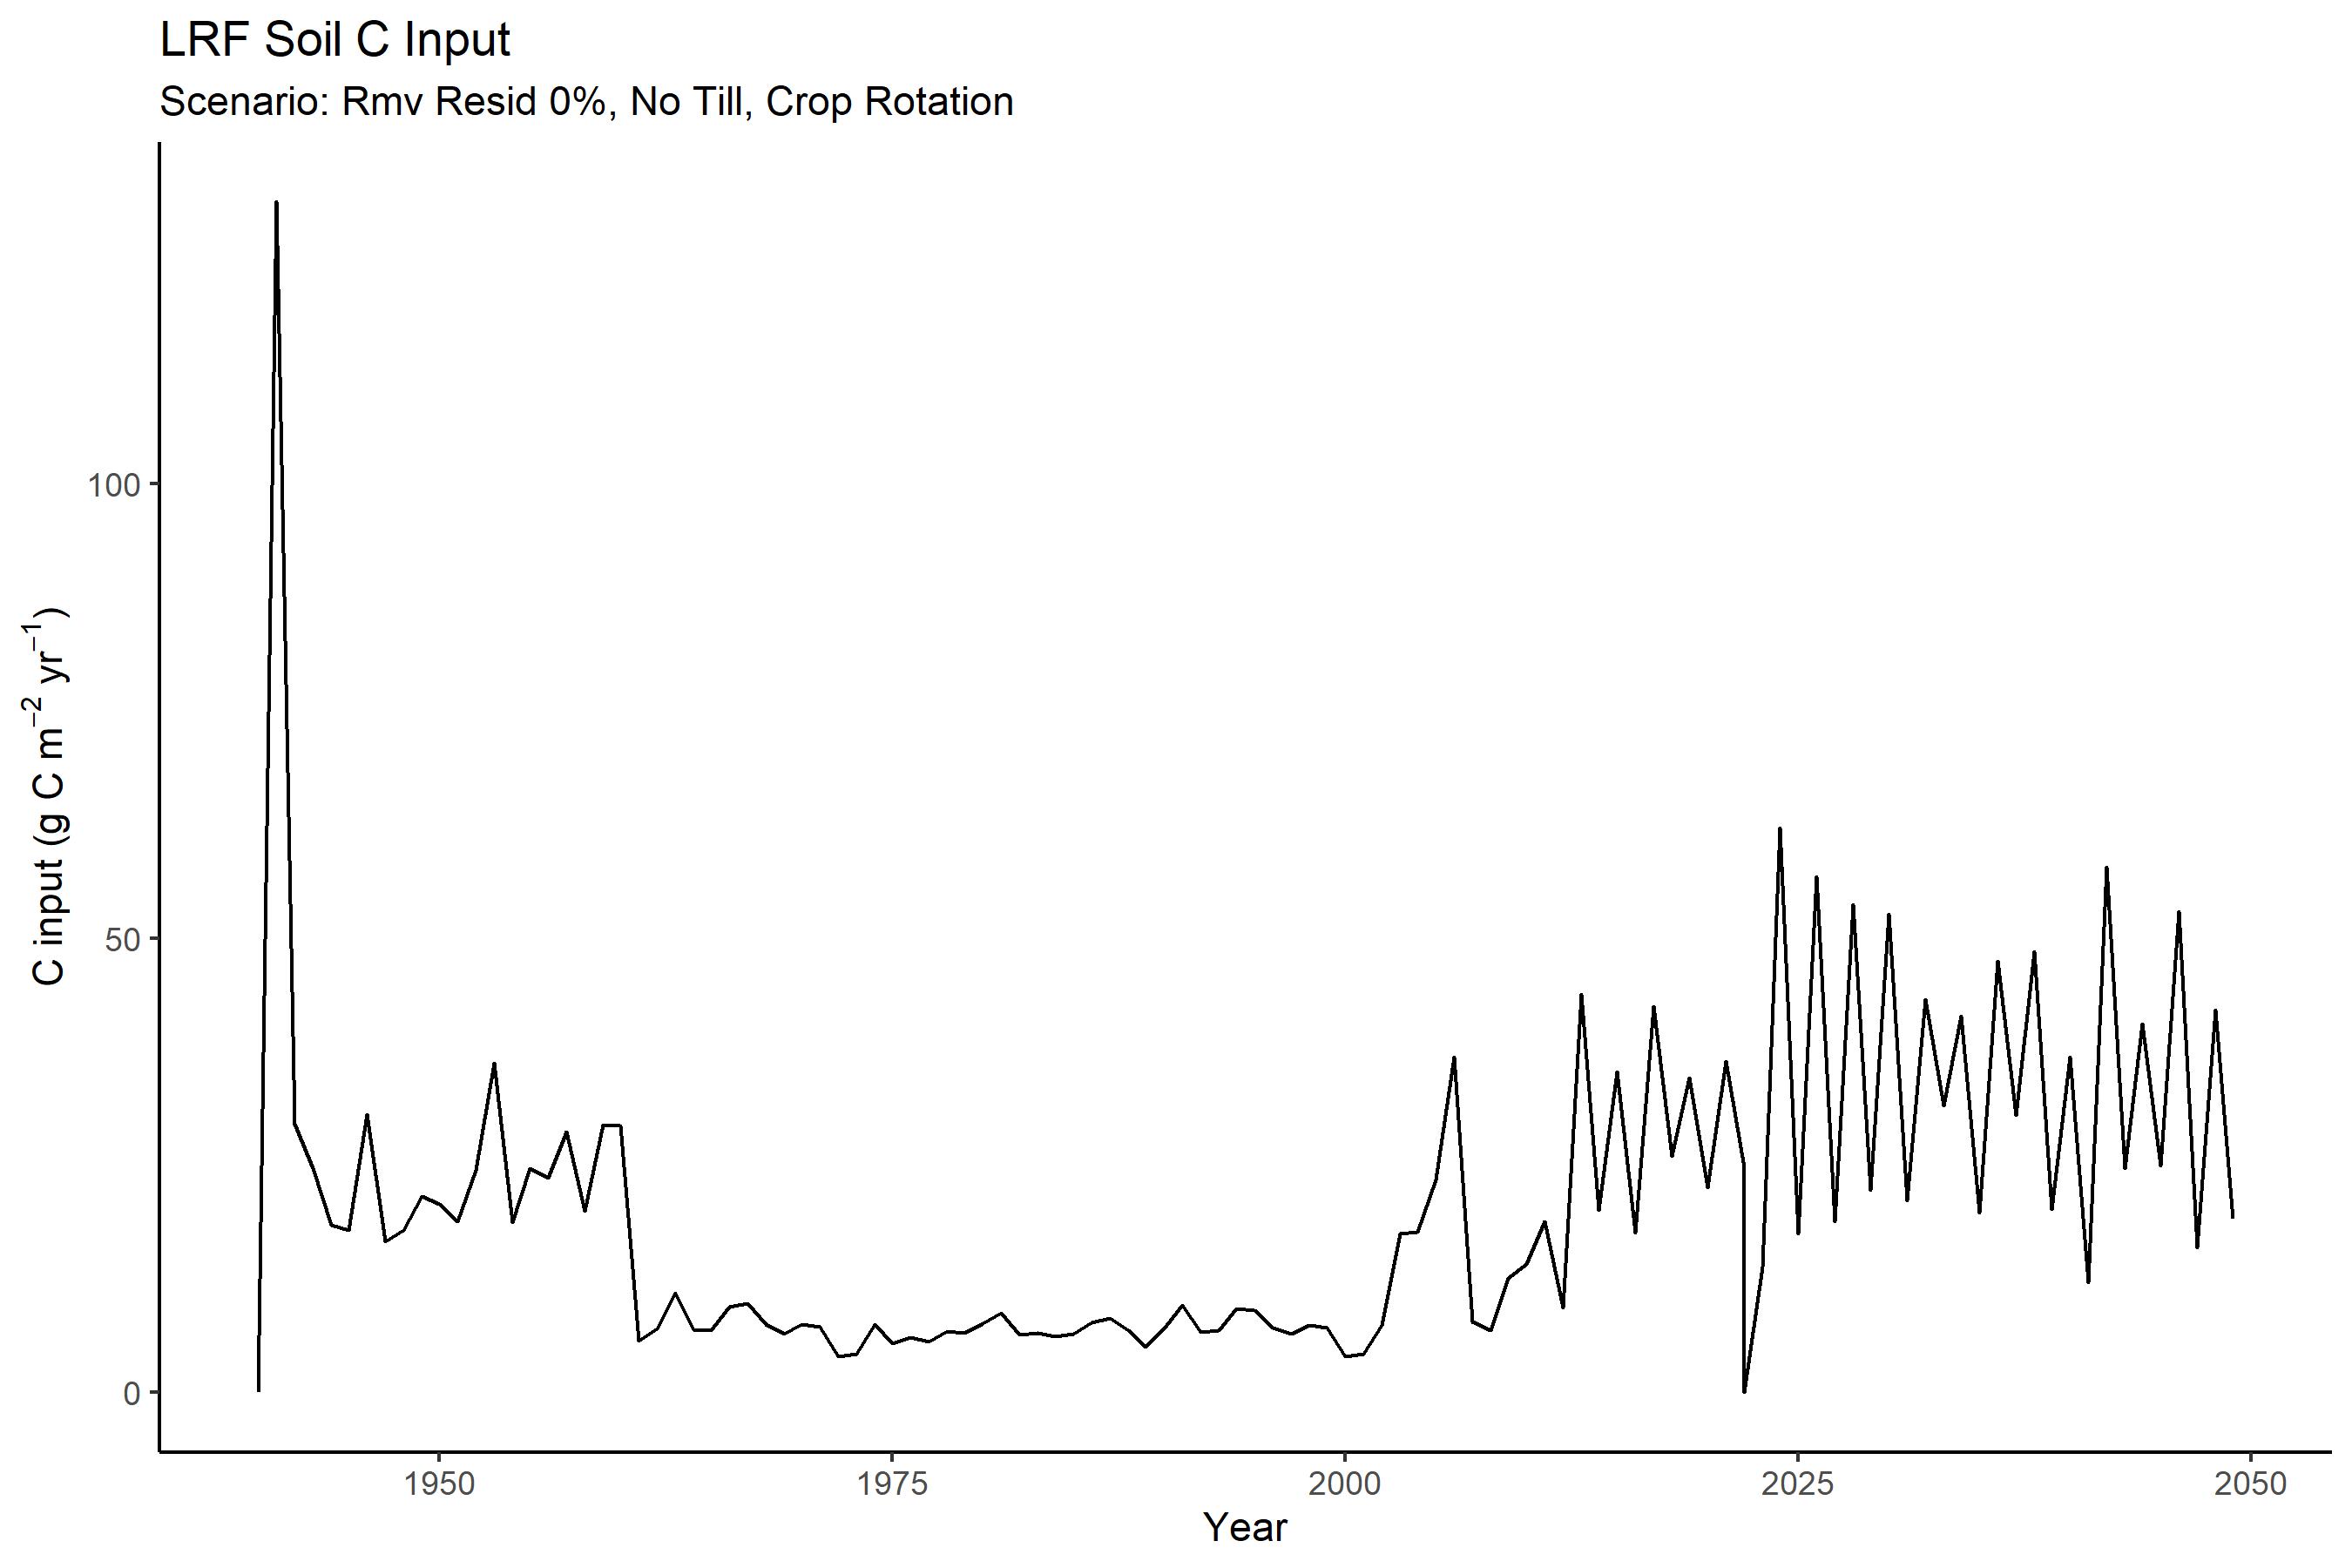 LRF Soil C Input
Scenario: Rmv Resid 0%, No Till, Crop Rotation
C input (g C m⁻² yr⁻¹)
100
50
0
1950 1975 2000 2025 2050
Year